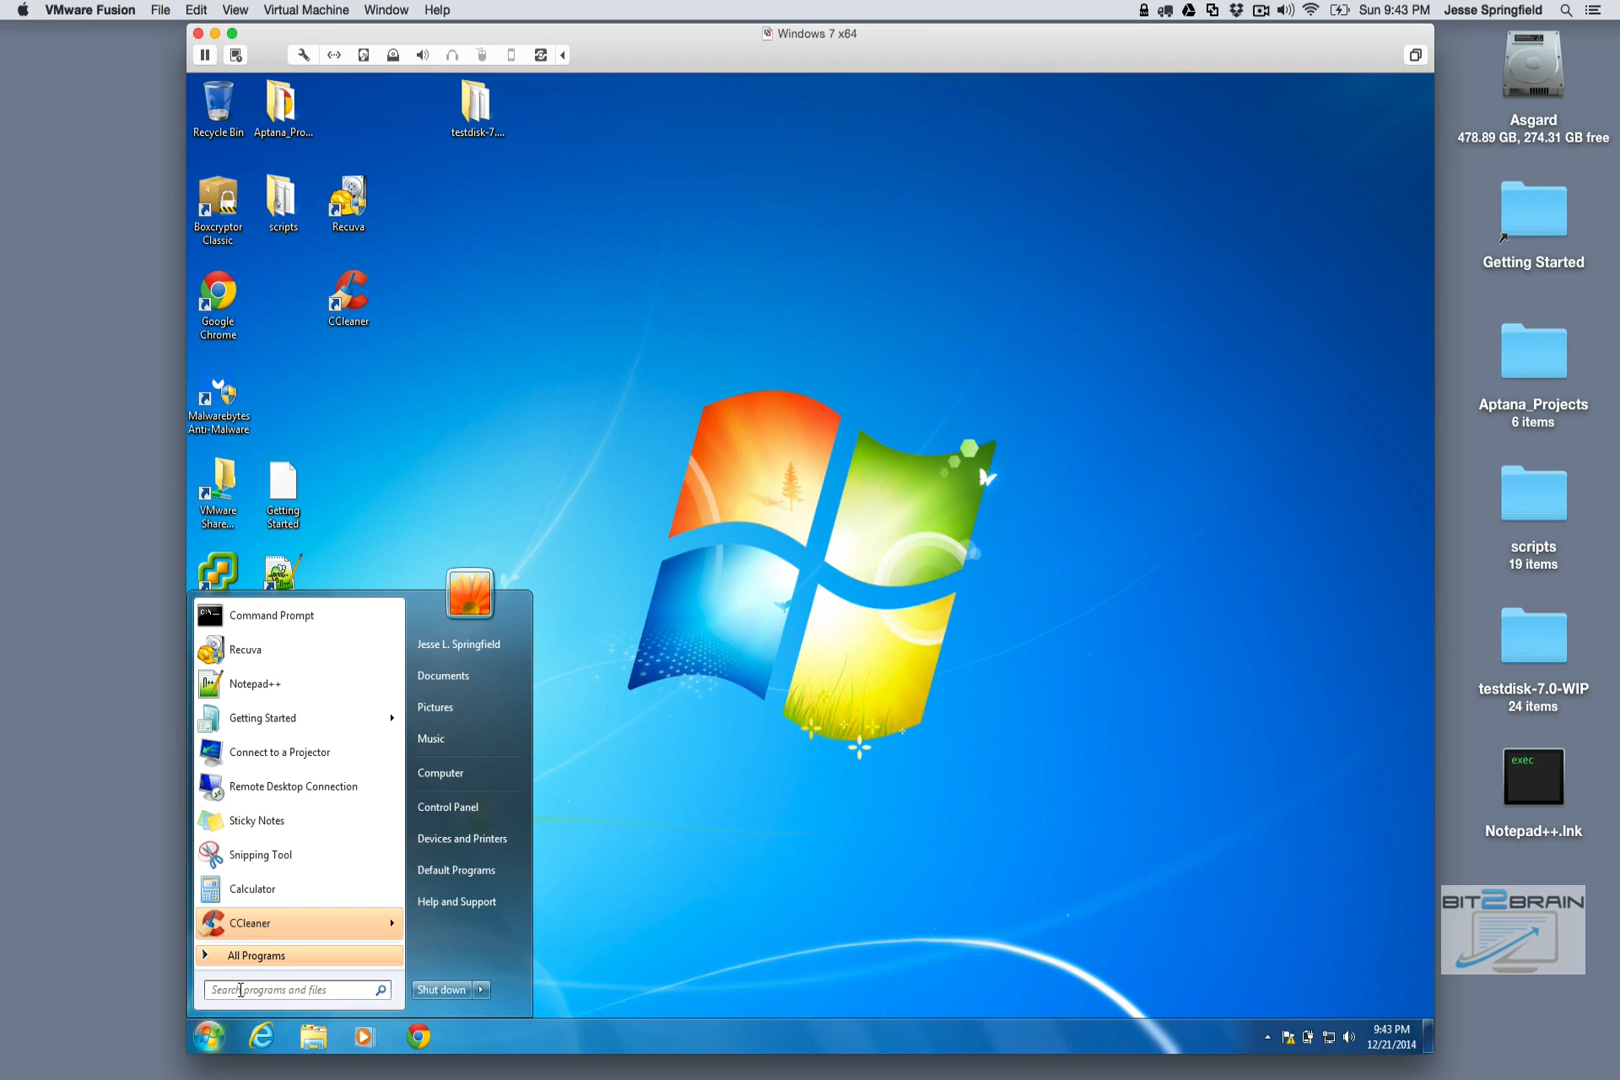 VMware Fusion File Edit View Virtual Machine Window Help
Sun 9:43 PM Jesse Springfield
Windows 7 x64
Recycle Bin
Aptana_Pro...
testdisk-7....
Boxcryptor
Classic
scripts
Recuva
Google
Chrome
CCleaner
Malwarebytes
Anti-Malware
VMware
Share...
Getting
Started
Command Prompt
Recuva
Notepad++
Getting Started
Connect to a Projector
Remote Desktop Connection
Sticky Notes
Snipping Tool
Calculator
CCleaner
All Programs
Search programs and files
Jesse L. Springfield
Documents
Pictures
Music
Computer
Control Panel
Devices and Printers
Default Programs
Help and Support
Shut down
9:43 PM
12/21/2014
Asgard
478.89 GB, 274.31 GB free
Getting Started
Aptana_Projects
6 items
scripts
19 items
testdisk-7.0-WIP
24 items
exec
Notepad++.lnk
BIT2BRAIN